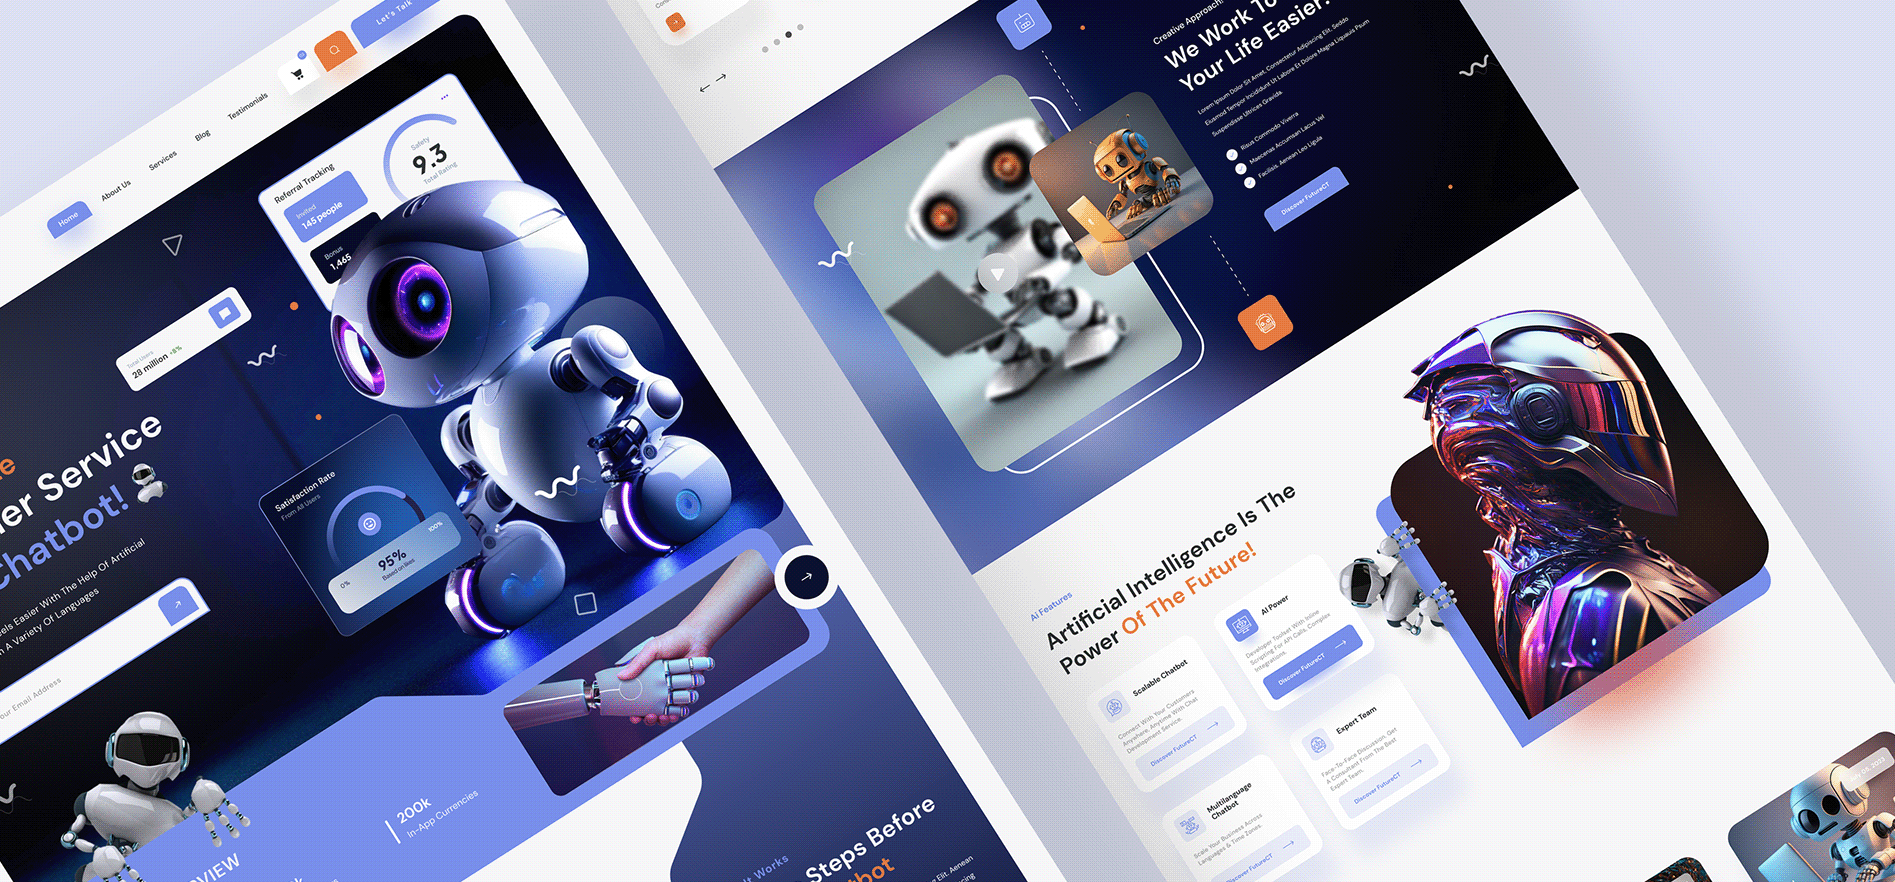 Let's Talk
Home
About Us
Services
Blog
Testimonials
Referral Tracking
Invited
145 people
Bonus
1,465
Safety
9.3
Total Rating
Total Users
28 million +8%
er Service
Chatbot!
els Easier With The Help Of Artificial
A Variety Of Languages
our Email Address
Satisfaction Rate
From All Users
0%
95%
100%
Based on likes
VIEW
200k
In-App Currencies
It Works
Steps Before
bot
Elit. Aenean
Creative Approach
We Work To
Your Life Easier.
Lorem Ipsum Dolor Sit Amet, Consectetur Adipiscing Elit, Seddo
Eiusmod Tempor Incididunt Ut Labore Et Dolore Magna Liquauis Psum
Suspendisse Ultrices Gravida.
Risus Commodo Viverra
Maecenas Accumsan Lacus Vel
Facilisis. Aenean Leo Ligula
Discover FutureCT
Ai Features
Artificial Intelligence Is The
Power Of The Future!
Scalable Chatbot
Connect With Your Customers
Anywhere, Anytime With Chat
Development Service.
Discover FutureCT
AI Power
Developer Toolset With Inline
Scripting For API Calls, Complex
Integrations.
Discover FutureCT
Multilanguage
Chatbot
Scale Your Business Across
Languages & Time Zones.
Discover FutureCT
Expert Team
Face-To-Face Discussion. Get
A Consultant From The Best
Expert Team.
Discover FutureCT